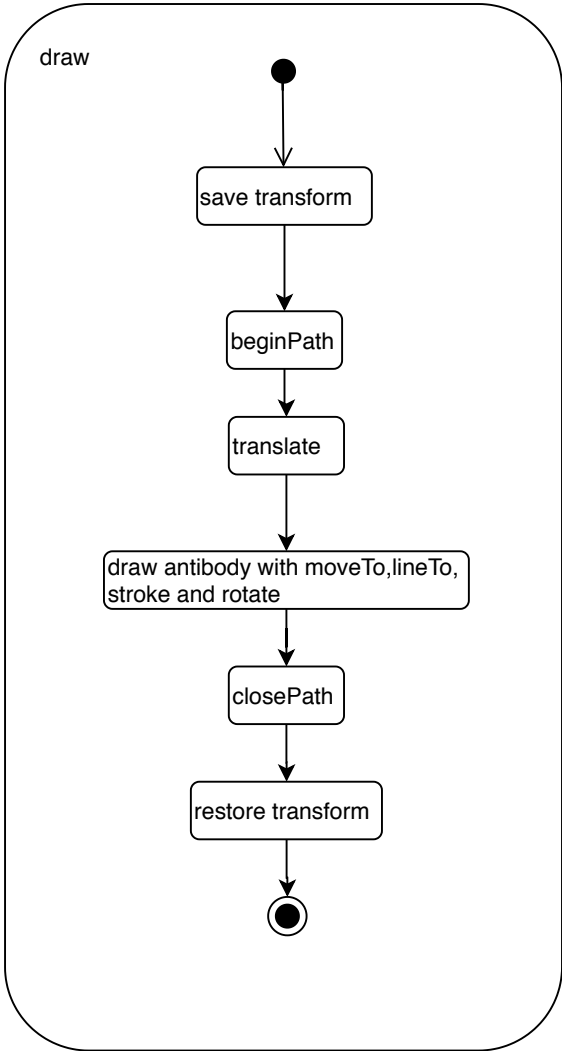 draw
save transform
beginPath
translate
draw antibody with moveTo,lineTo,
stroke and rotate
closePath
restore transform